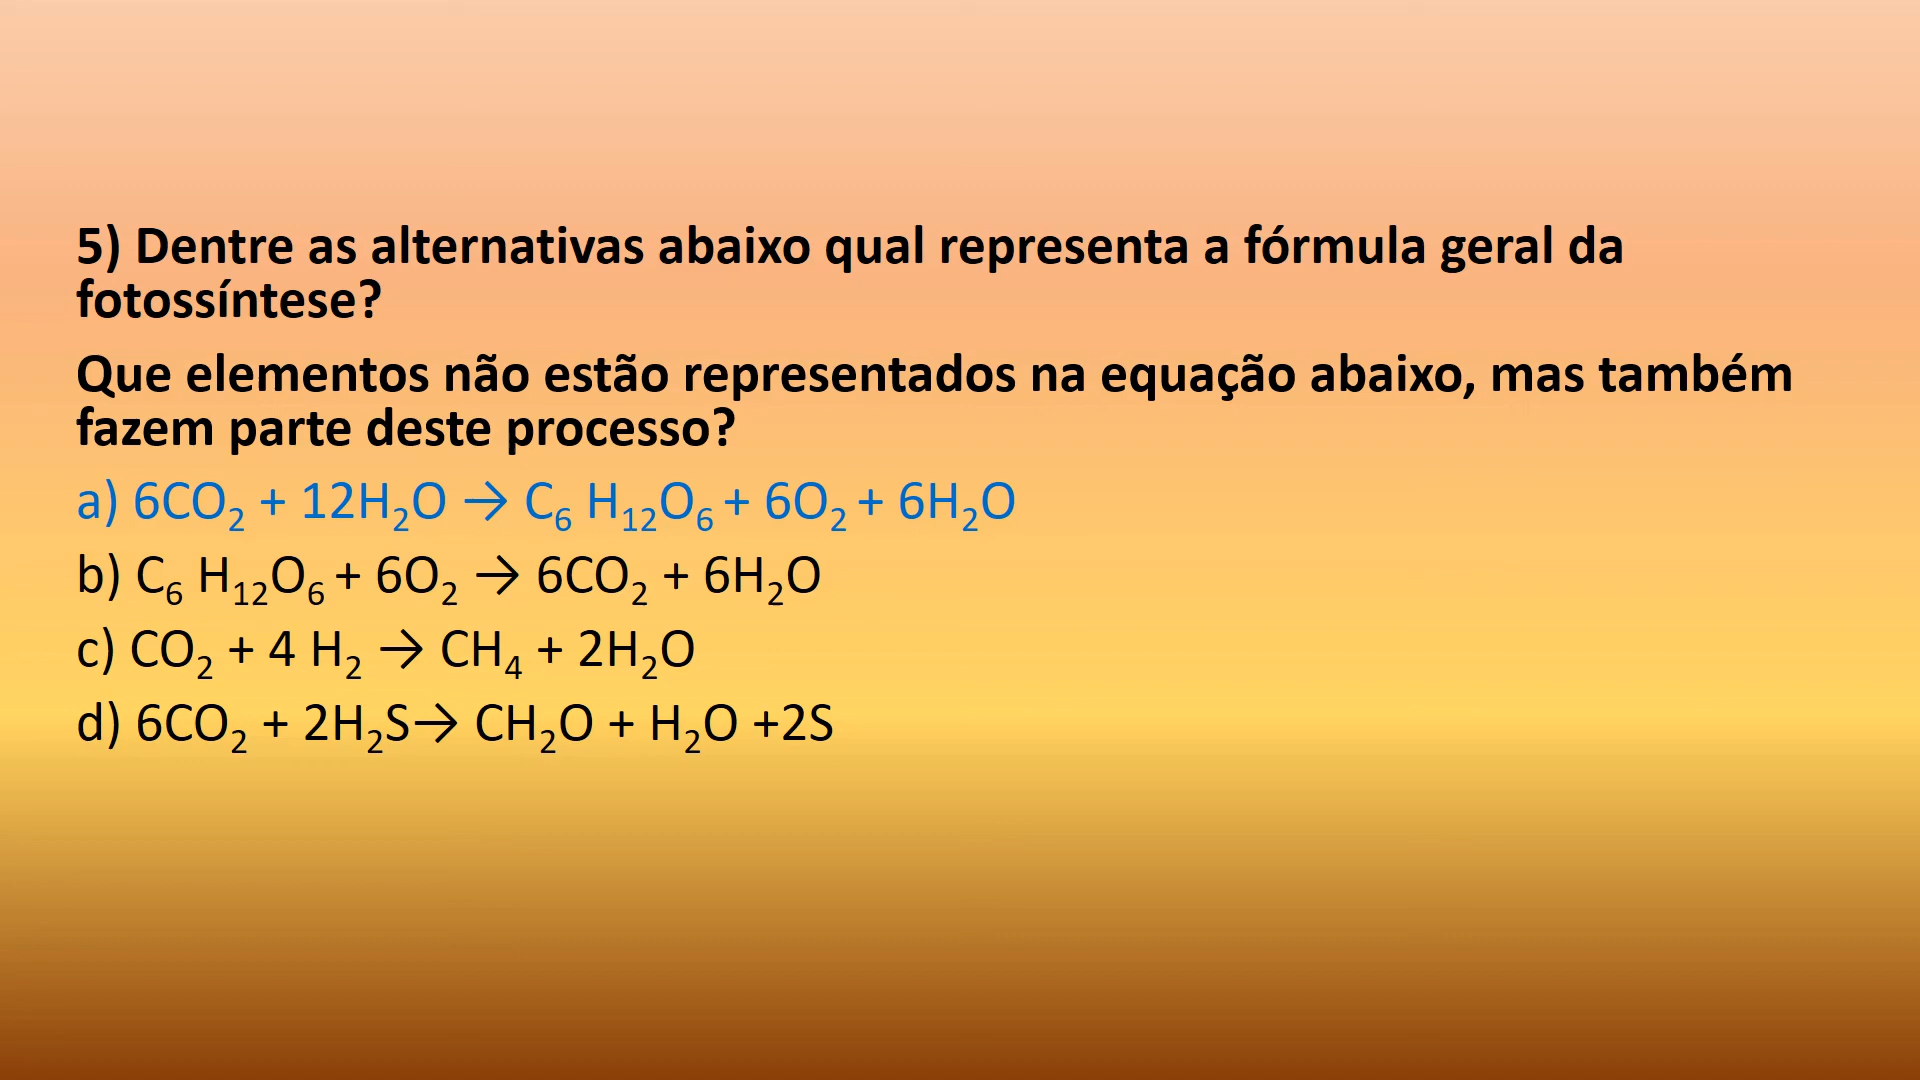 5) Dentre as alternativas abaixo qual representa a fórmula geral da
fotossíntese?
Que elementos não estão representados na equação abaixo, mas também
fazem parte deste processo?
a) 6CO₂ + 12H₂O → C₆ H₁₂O₆ + 6O₂ + 6H₂O
b) C₆ H₁₂O₆ + 6O₂ → 6CO₂ + 6H₂O
c) CO₂ + 4 H₂ → CH₄ + 2H₂O
d) 6CO₂ + 2H₂S→ CH₂O + H₂O +2S